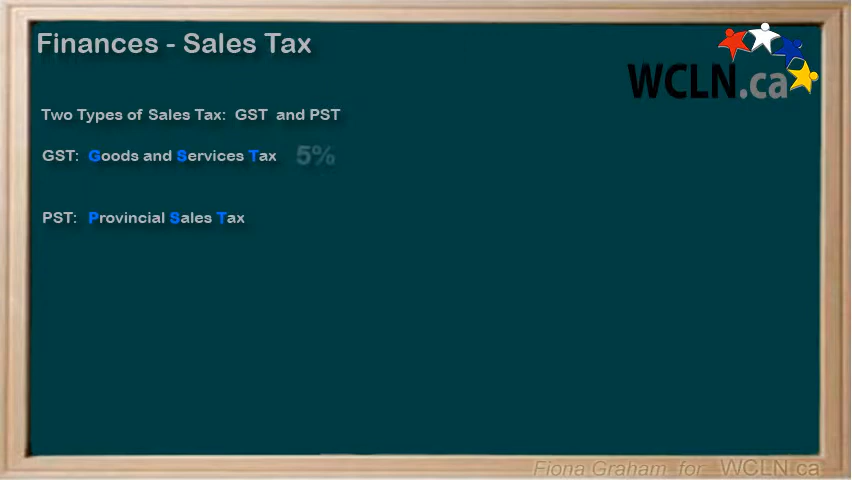 Finances - Sales Tax
WCLN.ca
Two Types of Sales Tax: GST and PST
GST: Goods and Services Tax 5%
PST: Provincial Sales Tax
Fiona Graham for WCLN.ca